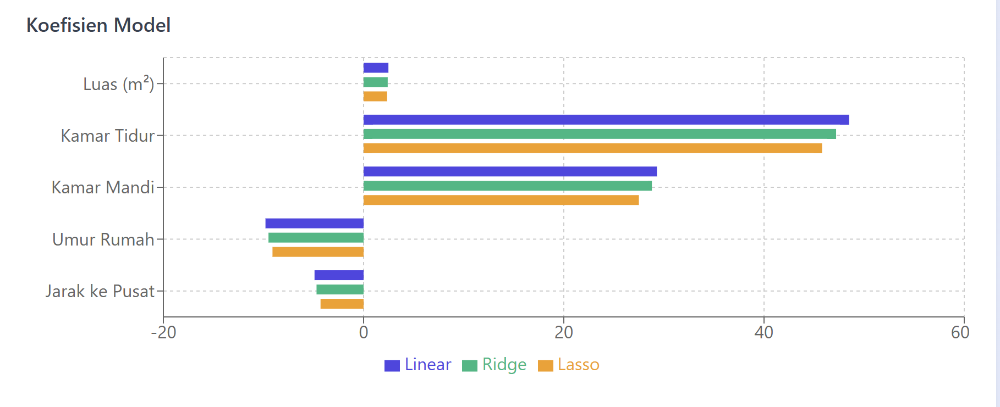 Koefisien Model
Luas (m²)
Kamar Tidur
Kamar Mandi
Umur Rumah
Jarak ke Pusat
-20 0 20 40 60
Linear Ridge Lasso